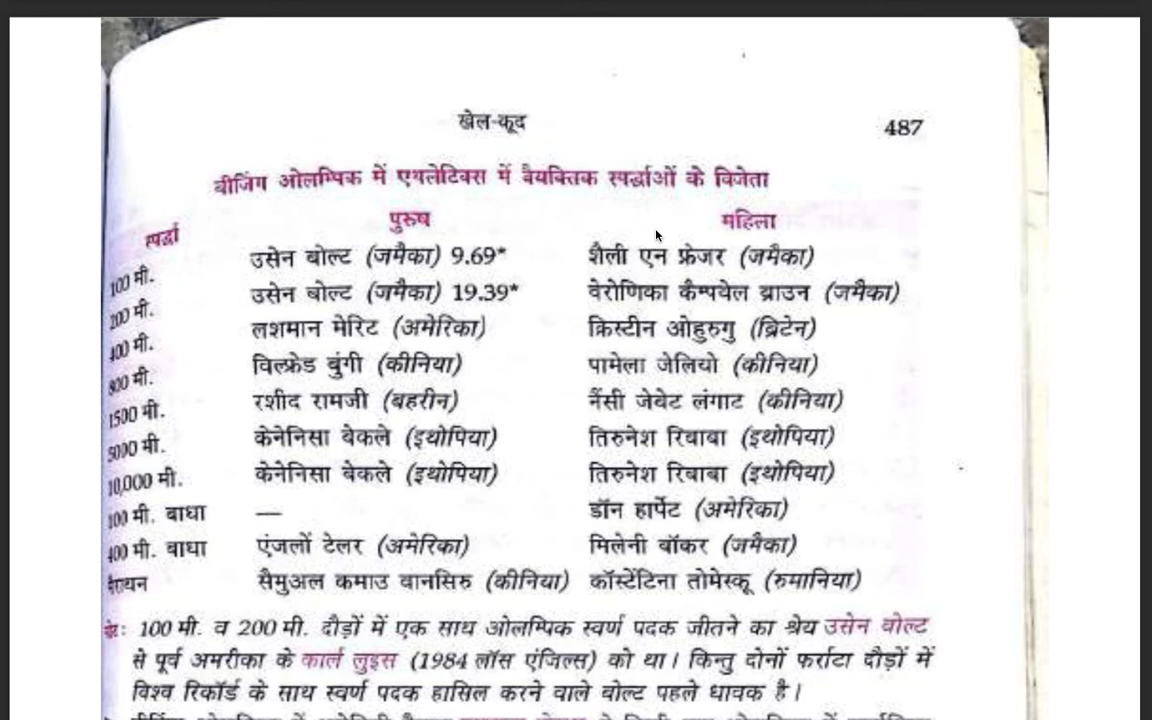 खेल-कूद 487
बीजिंग ओलम्पिक में एथलेटिक्स में वैयक्तिक स्पर्द्धाओं के विजेता
स्पर्द्धा पुरुष महिला
100 मी. उसेन बोल्ट (जमैका) 9.69* शैली एन फ्रेजर (जमैका)
200 मी. उसेन बोल्ट (जमैका) 19.39* वेरोणिका कैम्पबेल ब्राउन (जमैका)
400 मी. लशमान मेरिट (अमेरिका) क्रिस्टीन ओहुरुगु (ब्रिटेन)
800 मी. विल्फ्रेड बुंगी (कीनिया) पामेला जेलियो (कीनिया)
1500 मी. रशीद रामजी (बहरीन) नैंसी जेबेट लंगाट (कीनिया)
5000 मी. केनेनिसा बेकले (इथोपिया) तिरुनेश रिबाबा (इथोपिया)
10,000 मी. केनेनिसा बेकले (इथोपिया) तिरुनेश रिबाबा (इथोपिया)
100 मी. बाधा — डॉन हार्पेट (अमेरिका)
400 मी. बाधा एंजलों टेलर (अमेरिका) मिलेनी बॉकर (जमैका)
सैमुअल कमाउ वानसिरु (कीनिया) कॉस्टेंटिना तोमेस्कू (रुमानिया)
100 मी. व 200 मी. दौड़ों में एक साथ ओलम्पिक स्वर्ण पदक जीतने का श्रेय उसेन बोल्ट
से पूर्व अमरीका के कार्ल लुइस (1984 लॉस एंजिल्स) को था। किन्तु दोनों फर्राटा दौड़ों में
विश्व रिकॉर्ड के साथ स्वर्ण पदक हासिल करने वाले बोल्ट पहले धावक है।